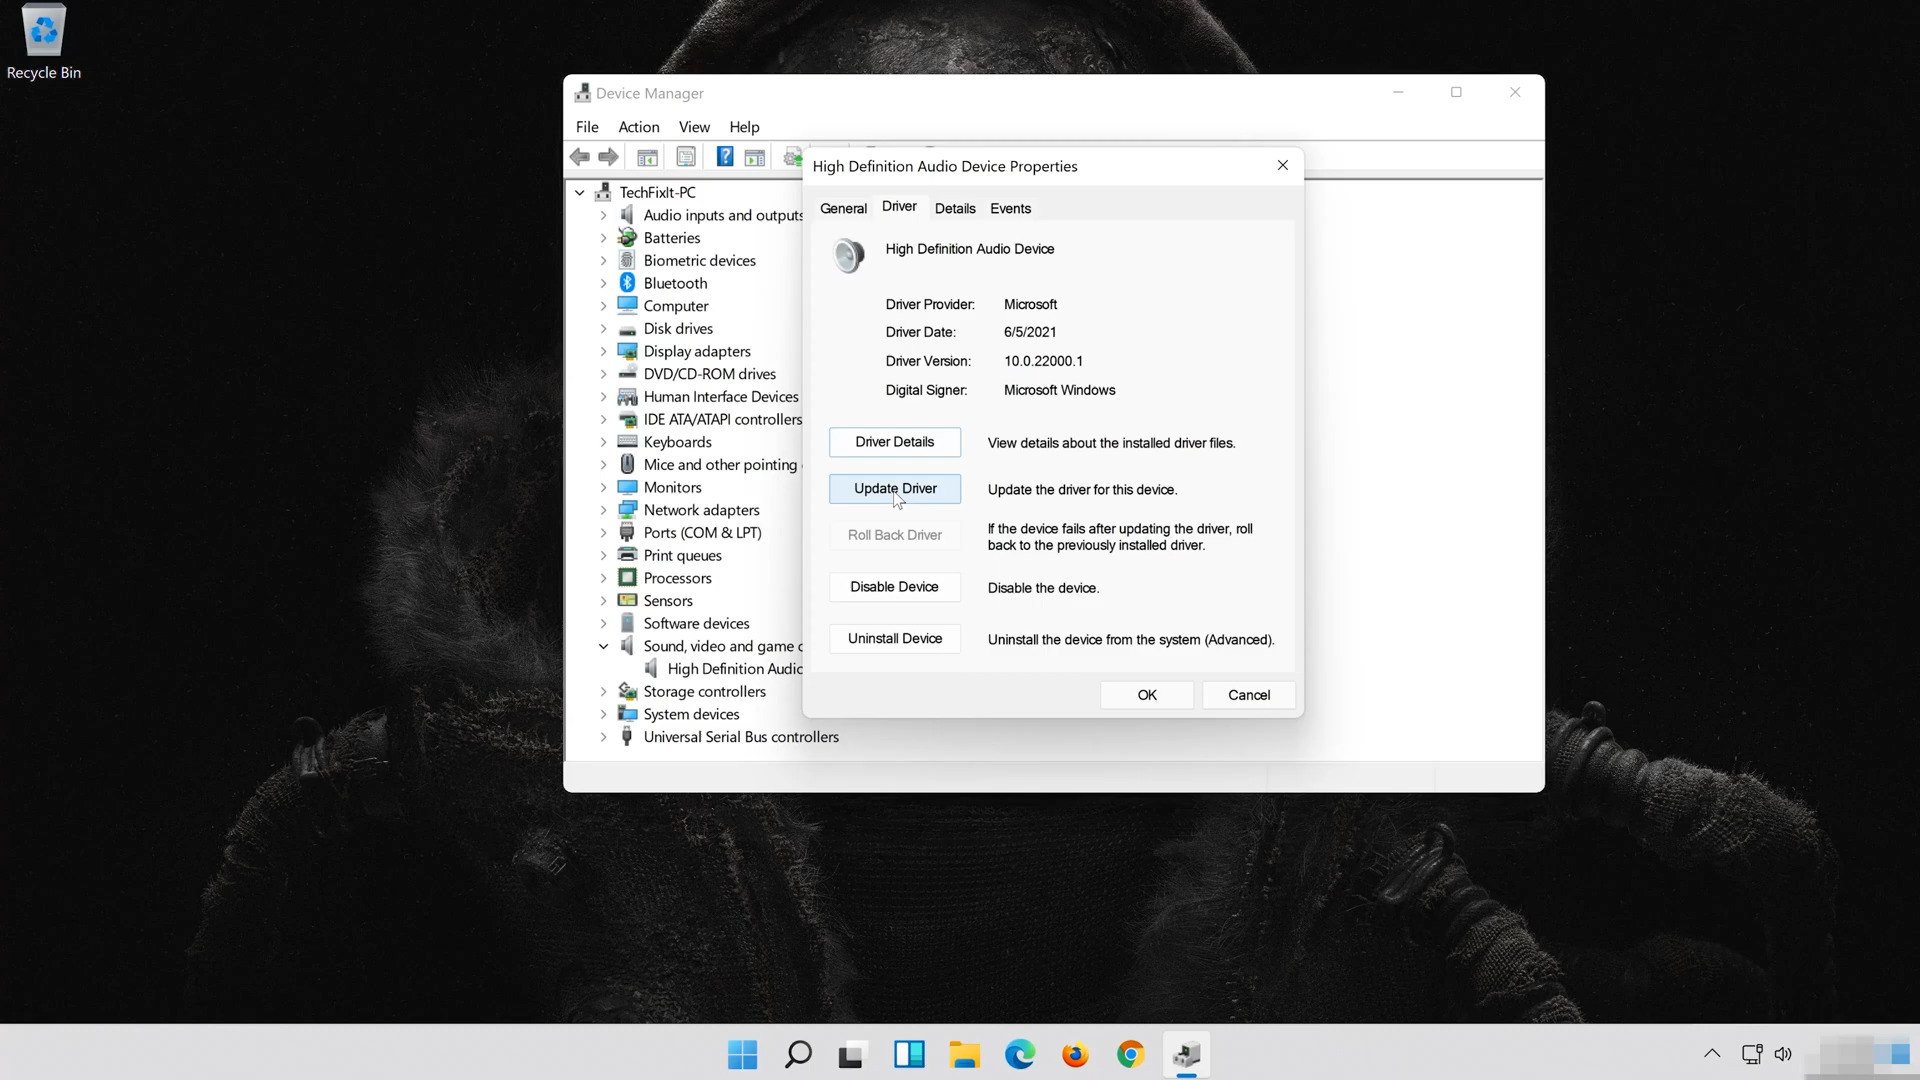 Recycle Bin
Device Manager
File Action View Help
TechFixIt-PC
Audio inputs and outputs
Batteries
Biometric devices
Bluetooth
Computer
Disk drives
Display adapters
DVD/CD-ROM drives
Human Interface Devices
IDE ATA/ATAPI controllers
Keyboards
Mice and other pointing
Monitors
Network adapters
Ports (COM & LPT)
Print queues
Processors
Sensors
Software devices
Sound, video and game c
High Definition Audio
Storage controllers
System devices
Universal Serial Bus controllers
High Definition Audio Device Properties
General Driver Details Events
High Definition Audio Device
Driver Provider: Microsoft
Driver Date: 6/5/2021
Driver Version: 10.0.22000.1
Digital Signer: Microsoft Windows
Driver Details View details about the installed driver files.
Update Driver Update the driver for this device.
Roll Back Driver If the device fails after updating the driver, roll
back to the previously installed driver.
Disable Device Disable the device.
Uninstall Device Uninstall the device from the system (Advanced).
OK Cancel